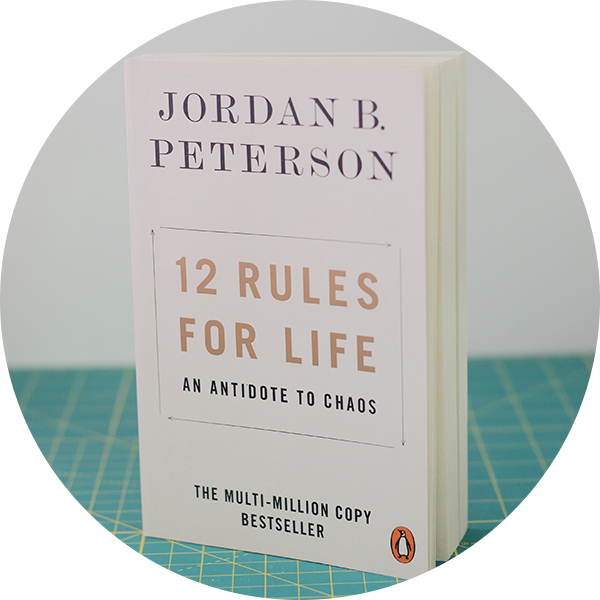 JORDAN B.
PETERSON
12 RULES
FOR LIFE
AN ANTIDOTE TO CHAOS
THE MULTI-MILLION COPY
BESTSELLER